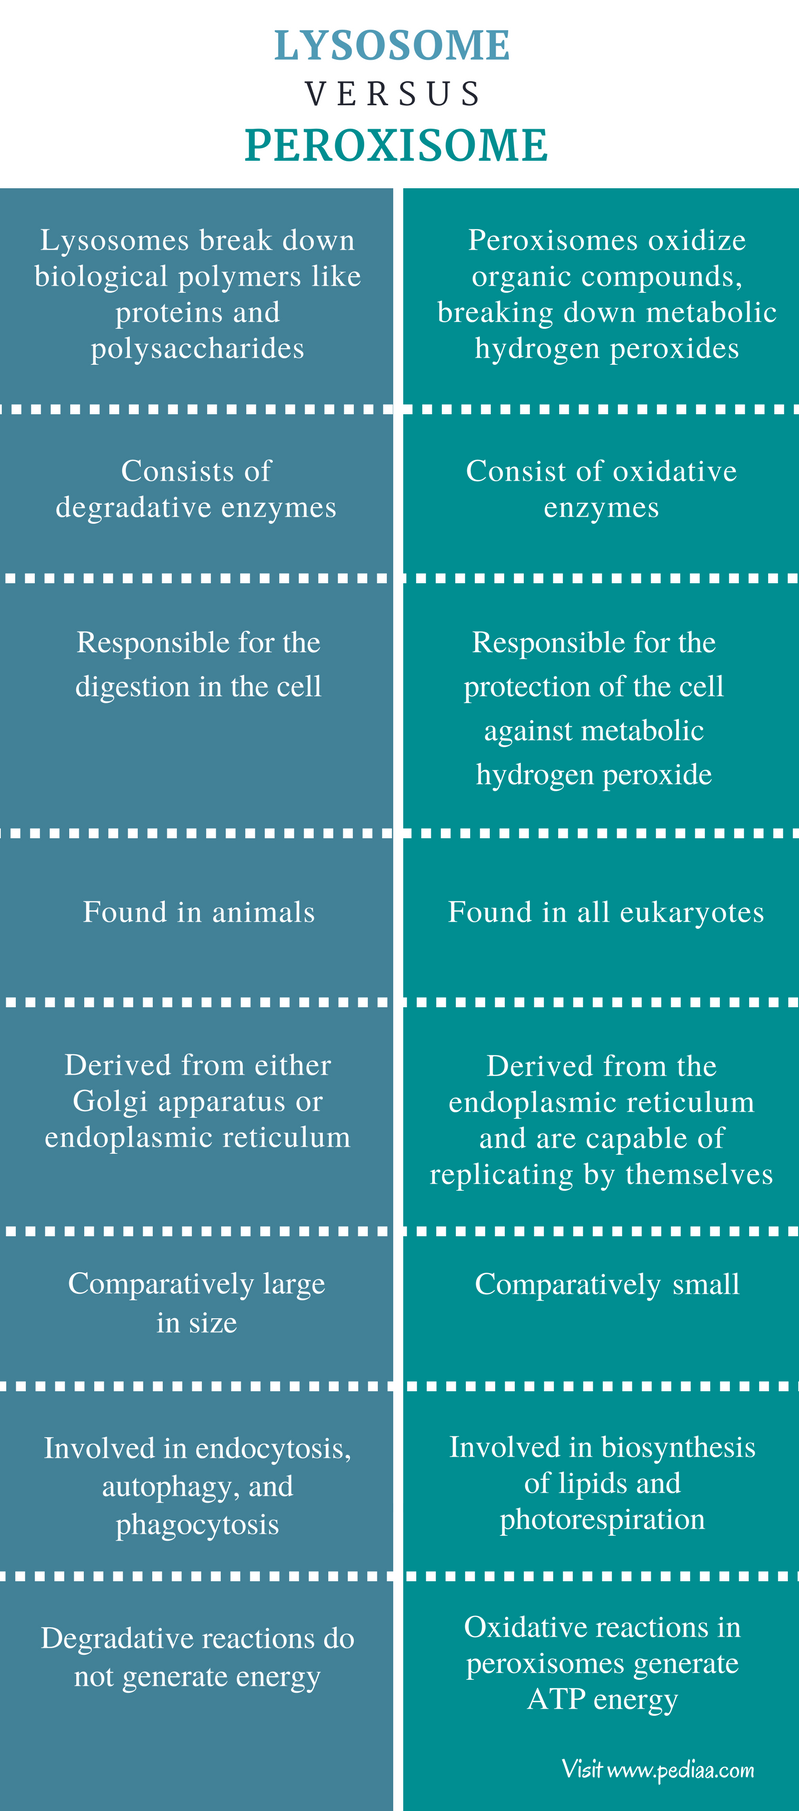 LYSOSOME
VERSUS
PEROXISOME
Lysosomes break down
biological polymers like
proteins and
polysaccharides
Peroxisomes oxidize
organic compounds,
breaking down metabolic
hydrogen peroxides
Consists of
degradative enzymes
Consist of oxidative
enzymes
Responsible for the
digestion in the cell
Responsible for the
protection of the cell
against metabolic
hydrogen peroxide
Found in animals
Found in all eukaryotes
Derived from either
Golgi apparatus or
endoplasmic reticulum
Derived from the
endoplasmic reticulum
and are capable of
replicating by themselves
Comparatively large
in size
Comparatively small
Involved in endocytosis,
autophagy, and
phagocytosis
Involved in biosynthesis
of lipids and
photorespiration
Degradative reactions do
not generate energy
Oxidative reactions in
peroxisomes generate
ATP energy
Visit www.pediaa.com